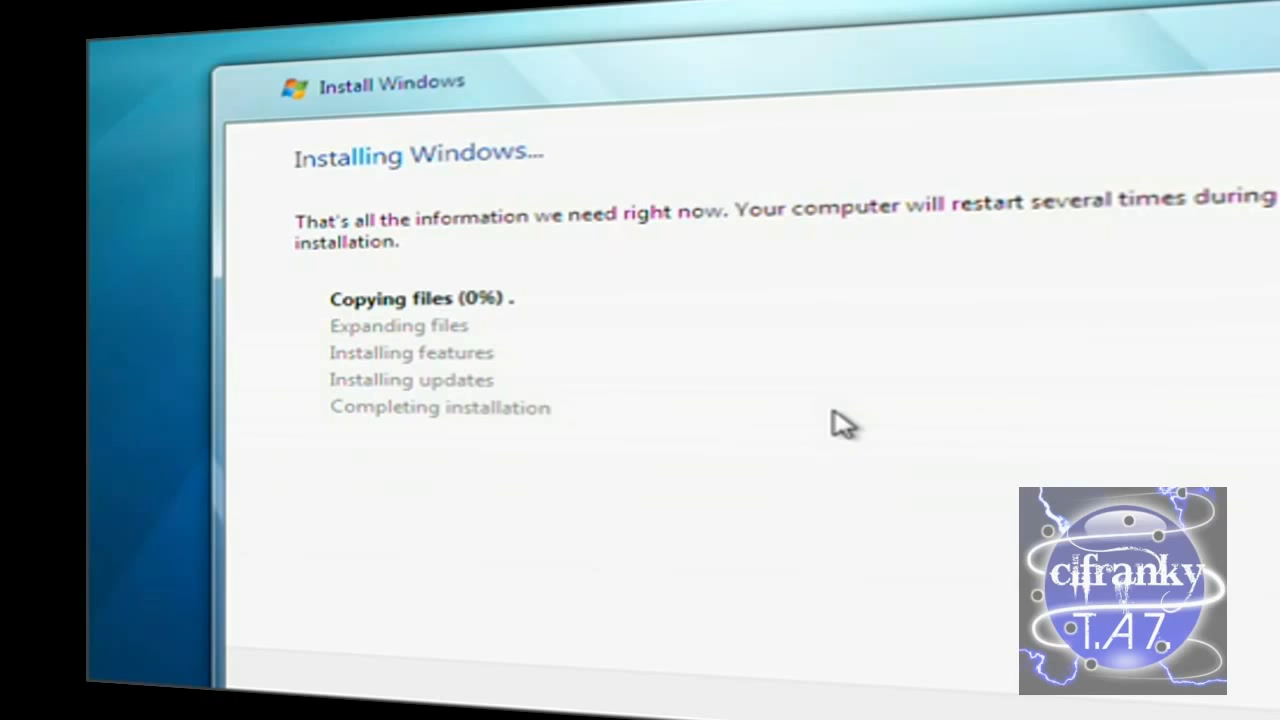 Install Windows
Installing Windows...
That's all the information we need right now. Your computer will restart several times during
installation.
Copying files (0%) .
Expanding files
Installing features
Installing updates
Completing installation
cifranky
T.A7.